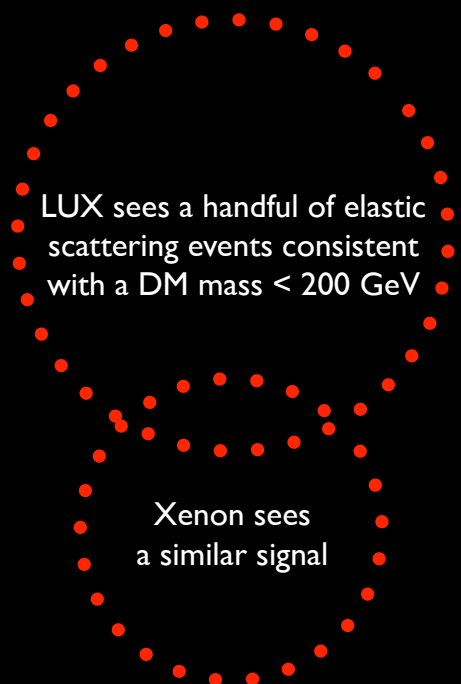 LUX sees a handful of elastic
scattering events consistent
with a DM mass < 200 GeV
Xenon sees
a similar signal